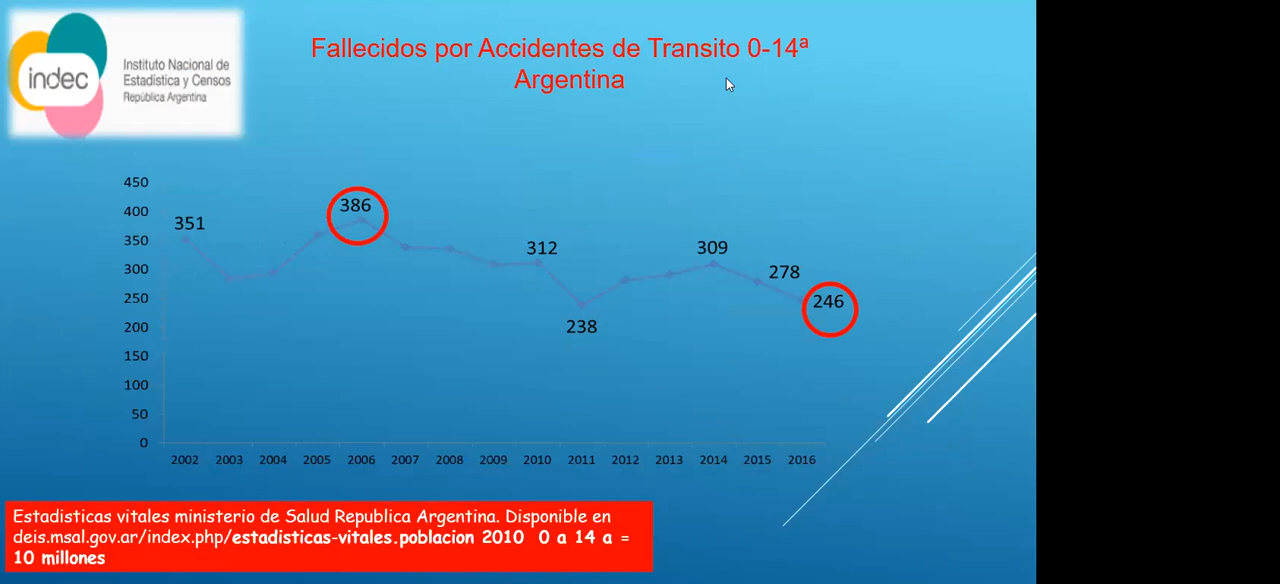 indec
Instituto Nacional de
Estadística y Censos
República Argentina
Fallecidos por Accidentes de Transito 0-14ª
Argentina
450
400
350
300
250
200
150
100
50
0
351
386
312
238
309
278
246
2002 2003 2004 2005 2006 2007 2008 2009 2010 2011 2012 2013 2014 2015 2016
Estadisticas vitales ministerio de Salud Republica Argentina. Disponible en
deis.msal.gov.ar/index.php/estadisticas-vitales.poblacion 2010 0 a 14 a =
10 millones